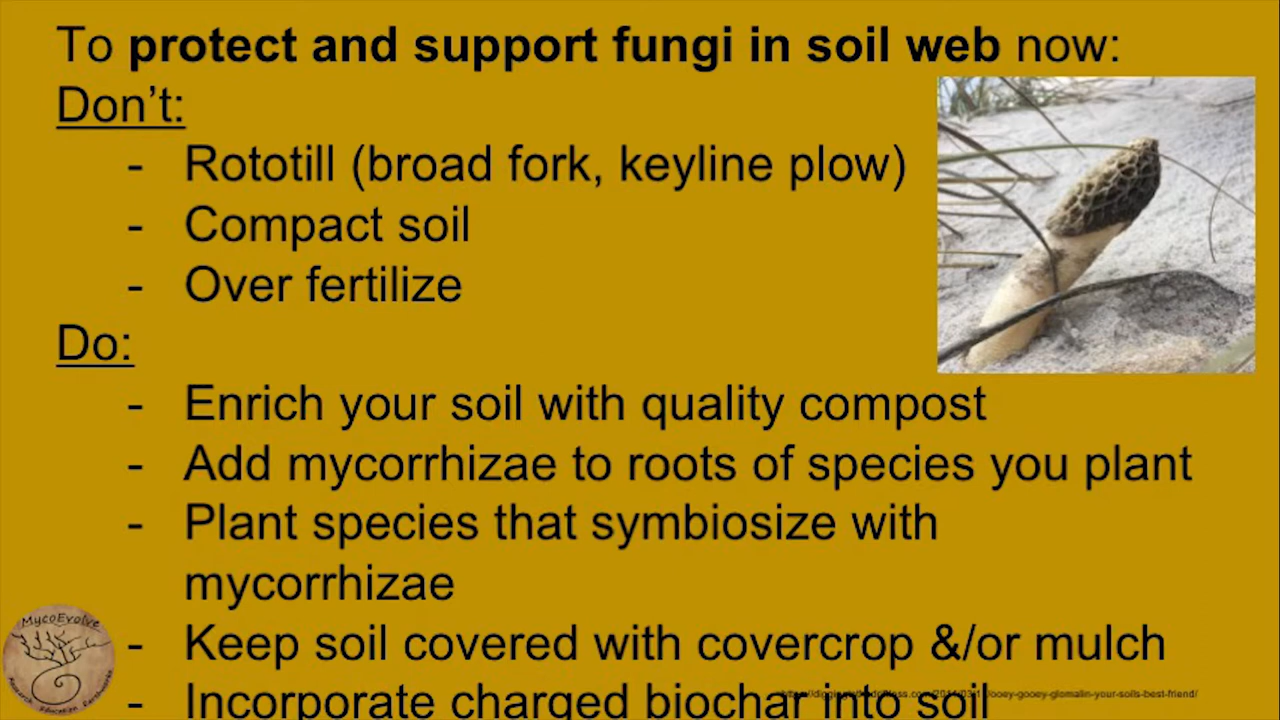 To protect and support fungi in soil web now:
Don't:
- Rototill (broad fork, keyline plow)
- Compact soil
- Over fertilize
Do:
- Enrich your soil with quality compost
- Add mycorrhizae to roots of species you plant
- Plant species that symbiosize with
mycorrhizae
- Keep soil covered with covercrop &/or mulch
- Incorporate charged biochar into soil
MycoEvolve